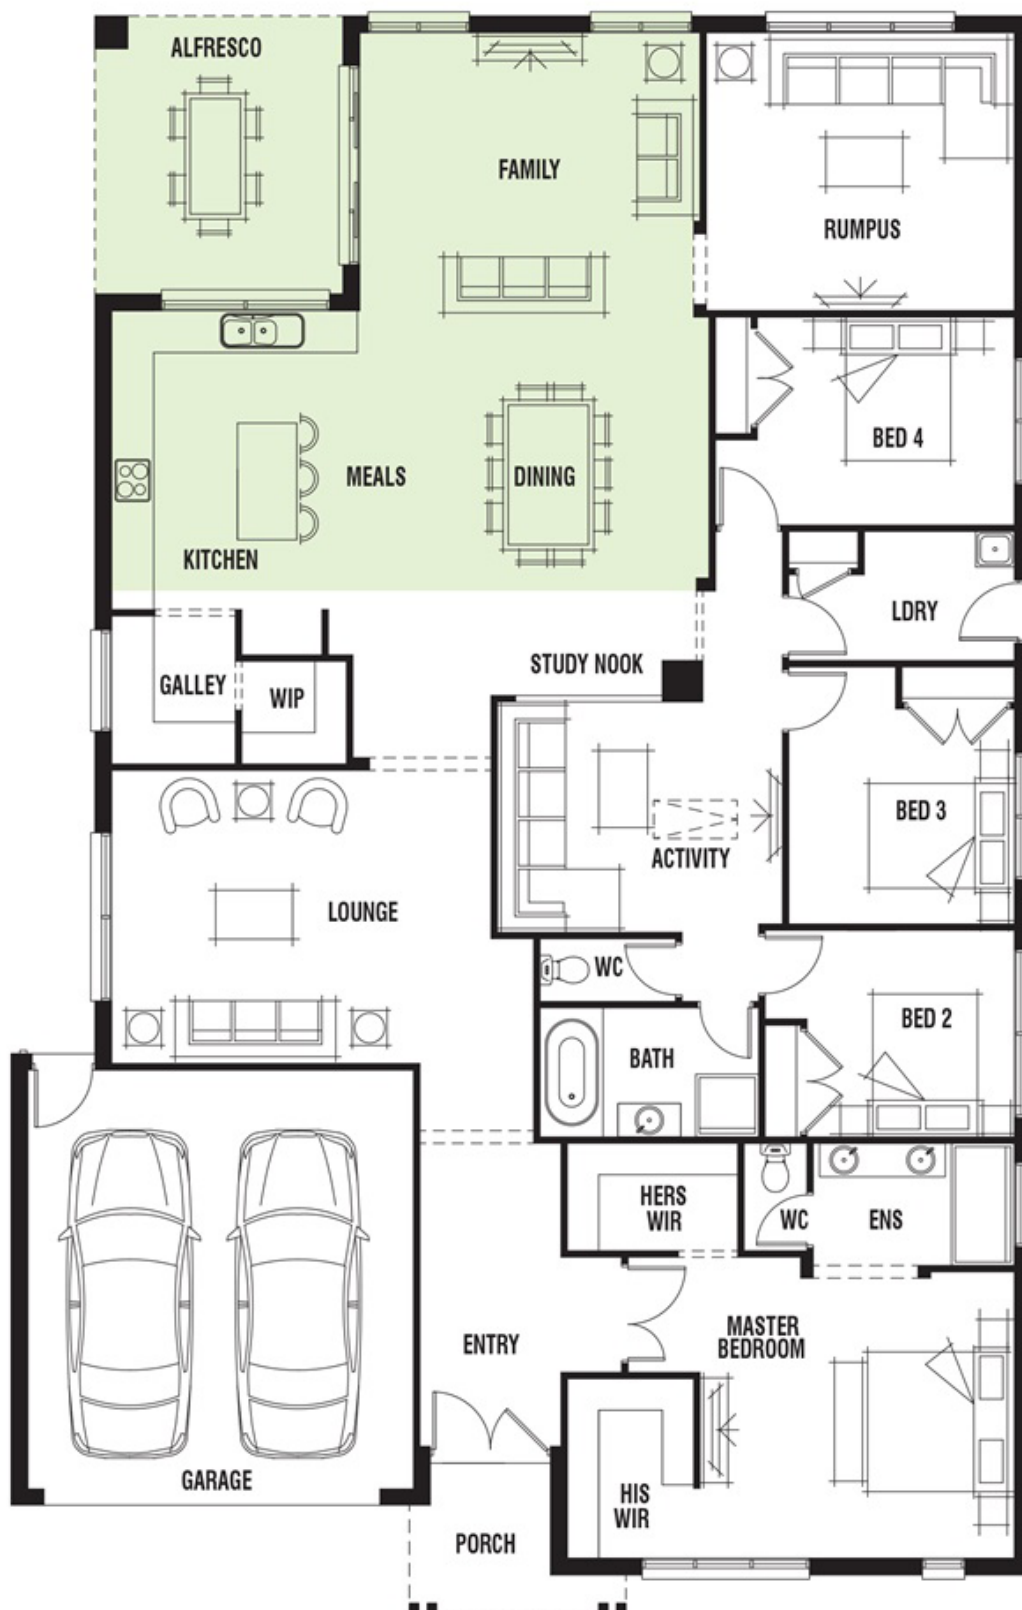 ALFRESCO
FAMILY
RUMPUS
BED 4
MEALS
DINING
KITCHEN
LDRY
STUDY NOOK
GALLEY
WIP
BED 3
ACTIVITY
LOUNGE
WC
BED 2
BATH
HERS
WIR
WC
ENS
MASTER
BEDROOM
ENTRY
GARAGE
HIS
WIR
PORCH